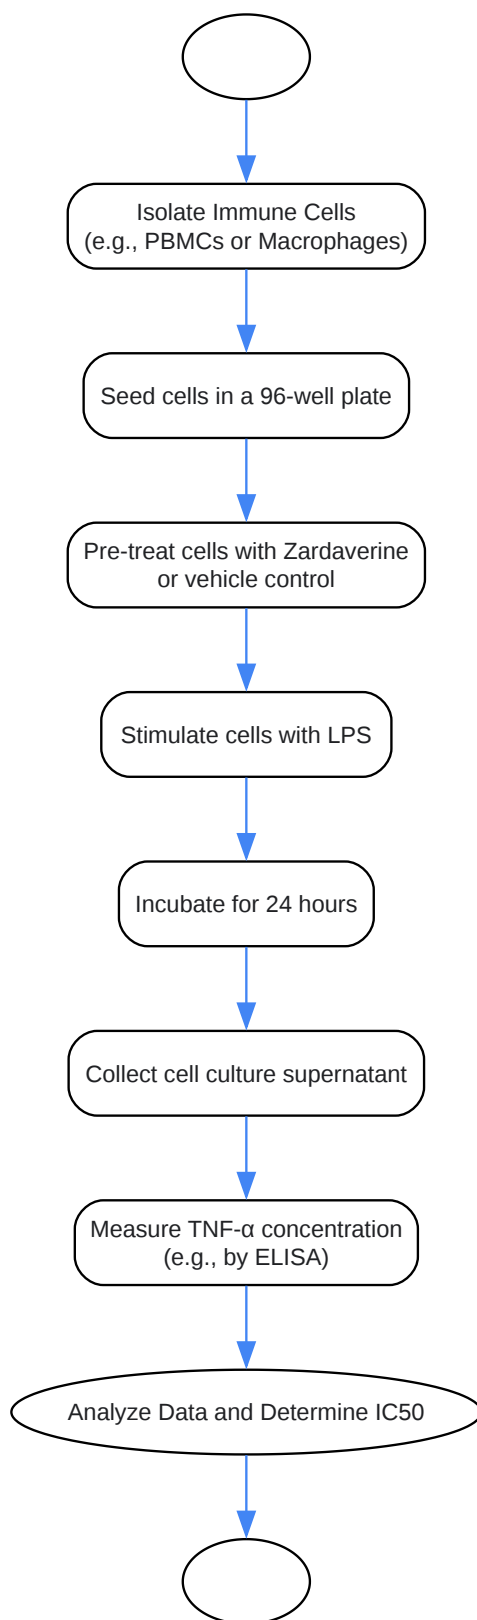 Isolate Immune Cells
(e.g., PBMCs or Macrophages)
Seed cells in a 96-well plate
Pre-treat cells with Zardaverine
or vehicle control
Stimulate cells with LPS
Incubate for 24 hours
Collect cell culture supernatant
Measure TNF-α concentration
(e.g., by ELISA)
Analyze Data and Determine IC50